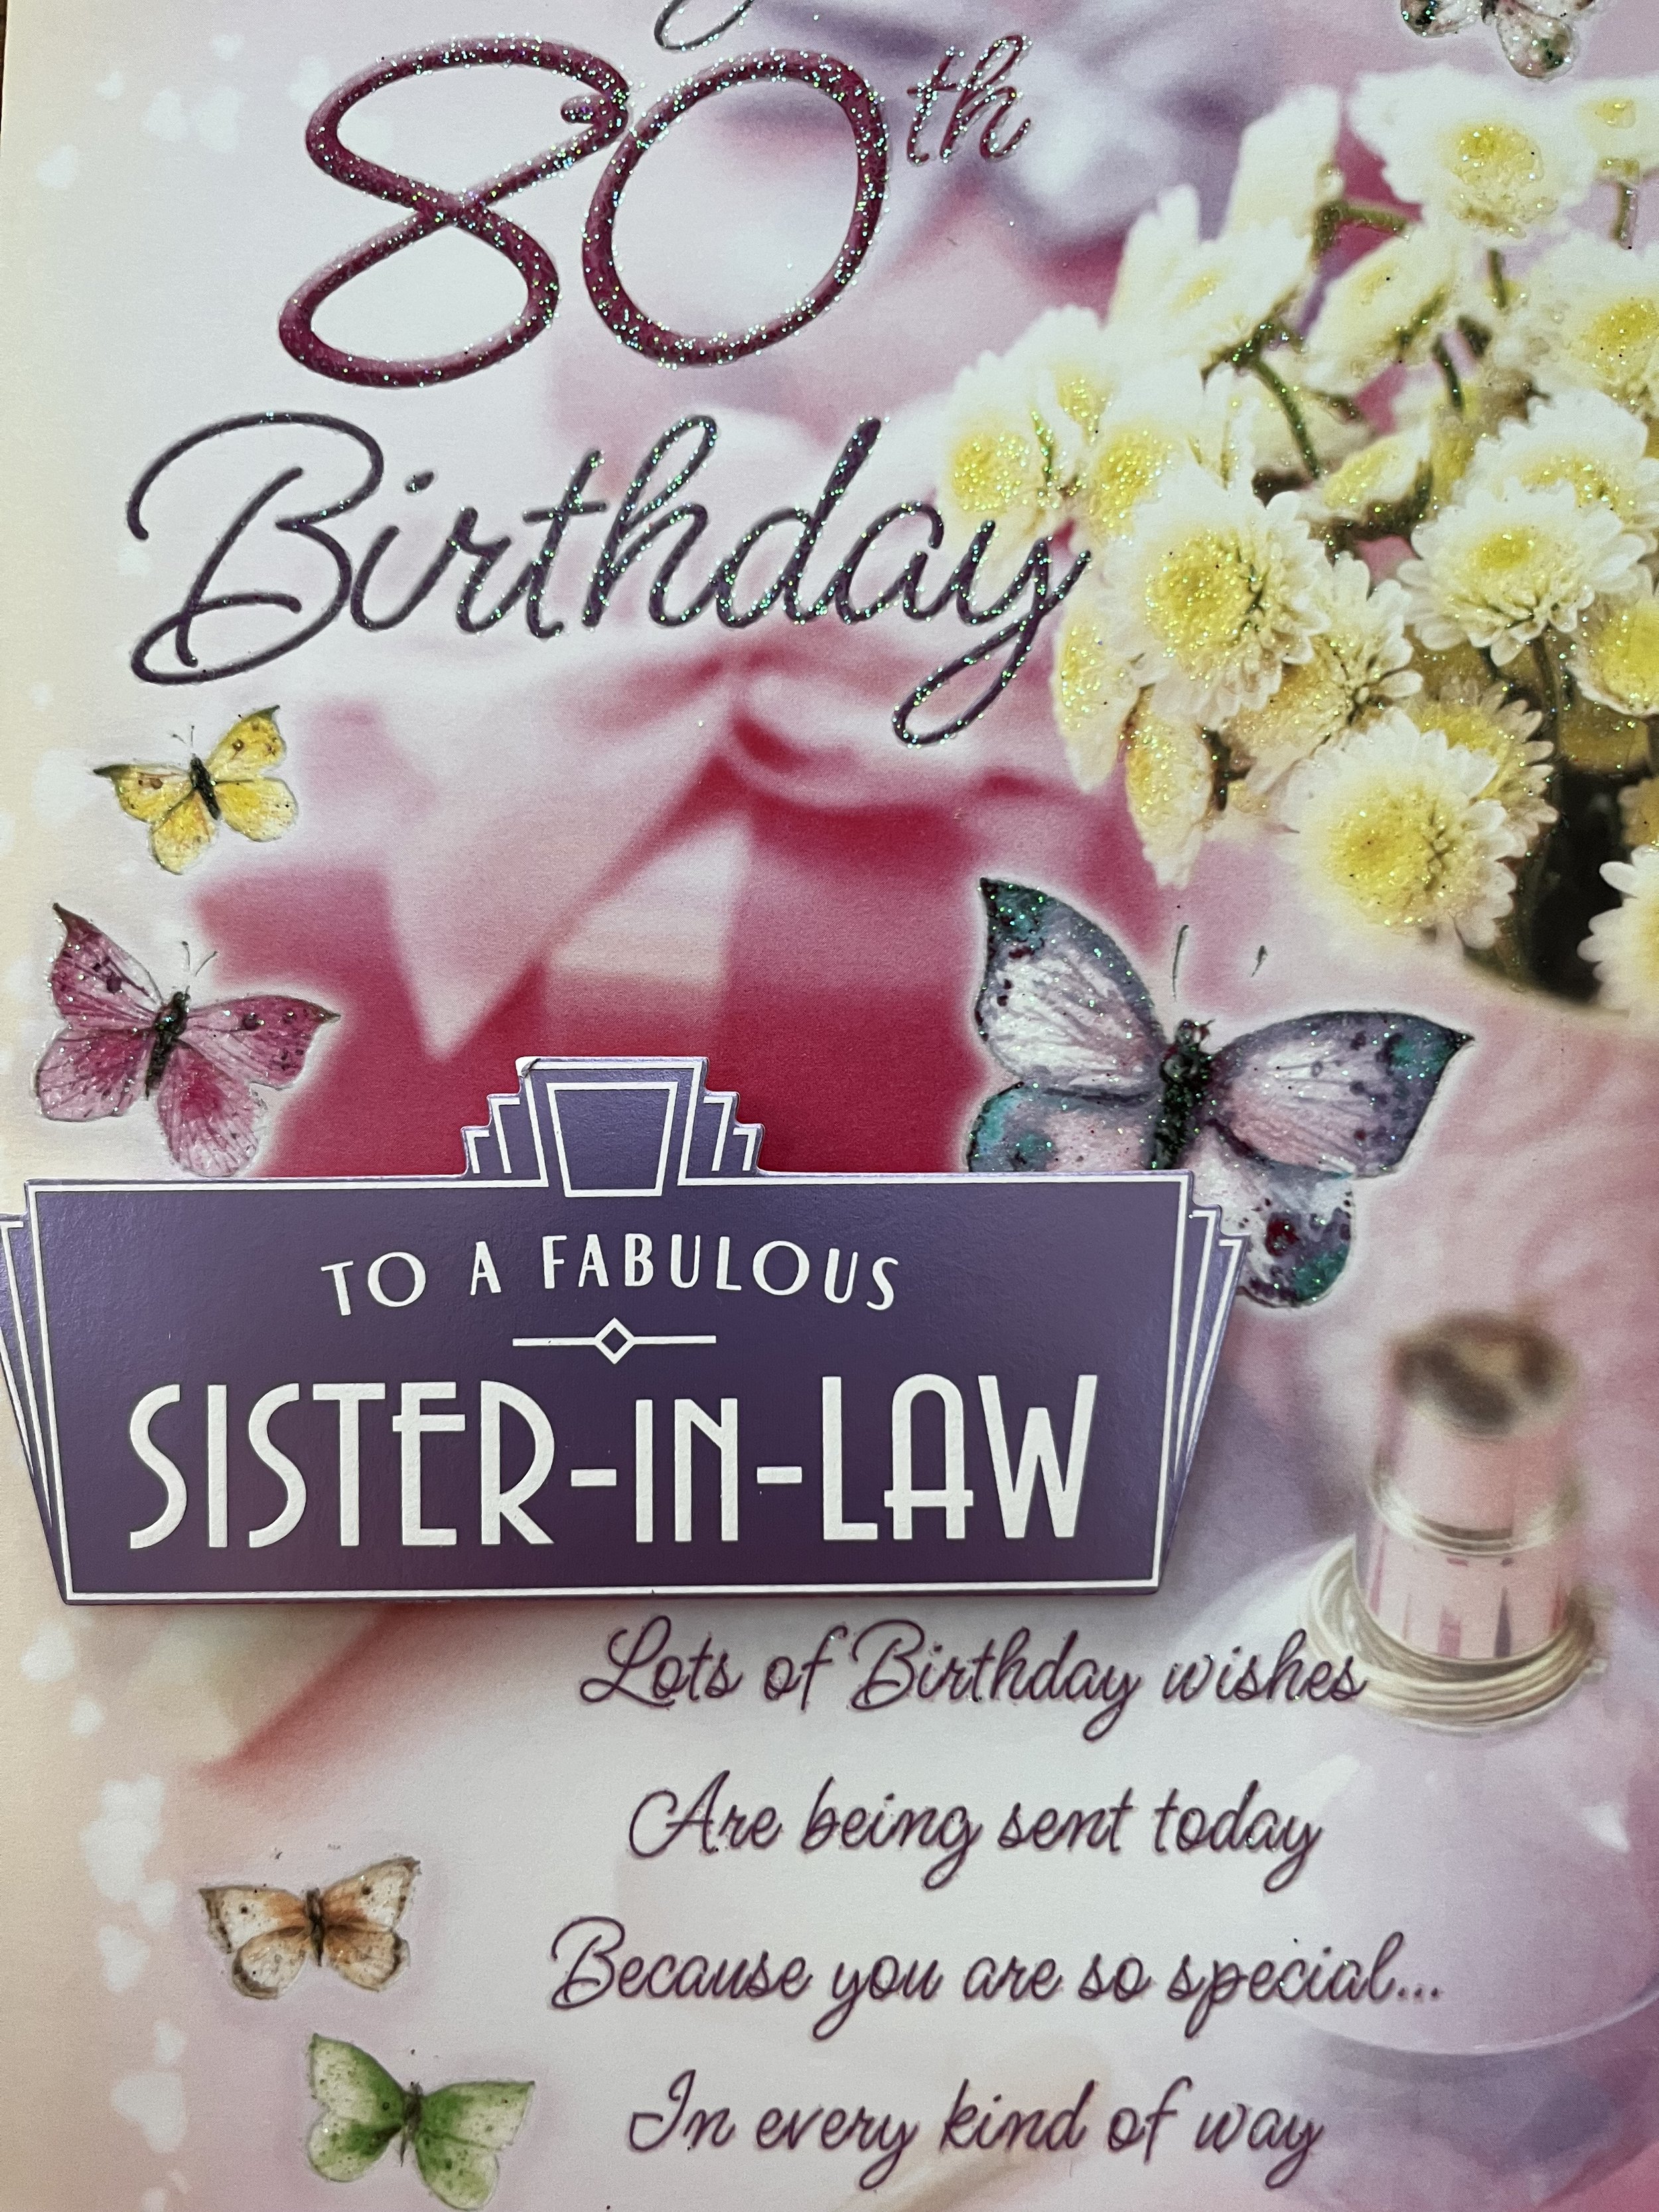 80th
Birthday
TO A FABULOUS
SISTER-IN-LAW
Lots of Birthday wishes
Are being sent today
Because you are so special...
In every kind of way